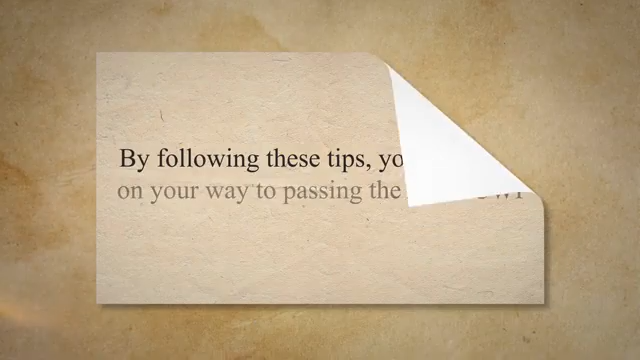 By following these tips, yo
on your way to passing the